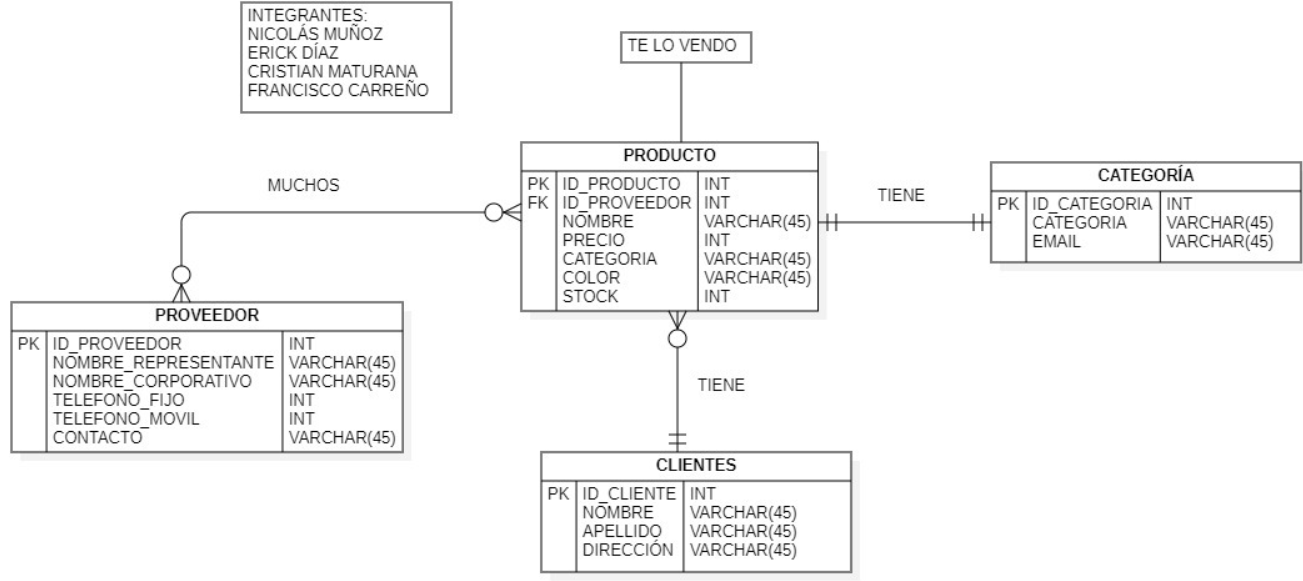 INTEGRANTES:
NICOLÁS MUÑOZ
ERICK DÍAZ
CRISTIAN MATURANA
FRANCISCO CARREÑO
TE LO VENDO
PRODUCTO
PK ID_PRODUCTO INT
FK ID_PROVEEDOR INT
NOMBRE VARCHAR(45)
PRECIO INT
CATEGORIA VARCHAR(45)
COLOR VARCHAR(45)
STOCK INT
TIENE
CATEGORÍA
PK ID_CATEGORIA INT
CATEGORIA VARCHAR(45)
EMAIL VARCHAR(45)
MUCHOS
PROVEEDOR
PK ID_PROVEEDOR INT
NOMBRE_REPRESENTANTE VARCHAR(45)
NOMBRE_CORPORATIVO VARCHAR(45)
TELEFONO_FIJO INT
TELEFONO_MOVIL INT
CONTACTO VARCHAR(45)
TIENE
CLIENTES
PK ID_CLIENTE INT
NOMBRE VARCHAR(45)
APELLIDO VARCHAR(45)
DIRECCIÓN VARCHAR(45)